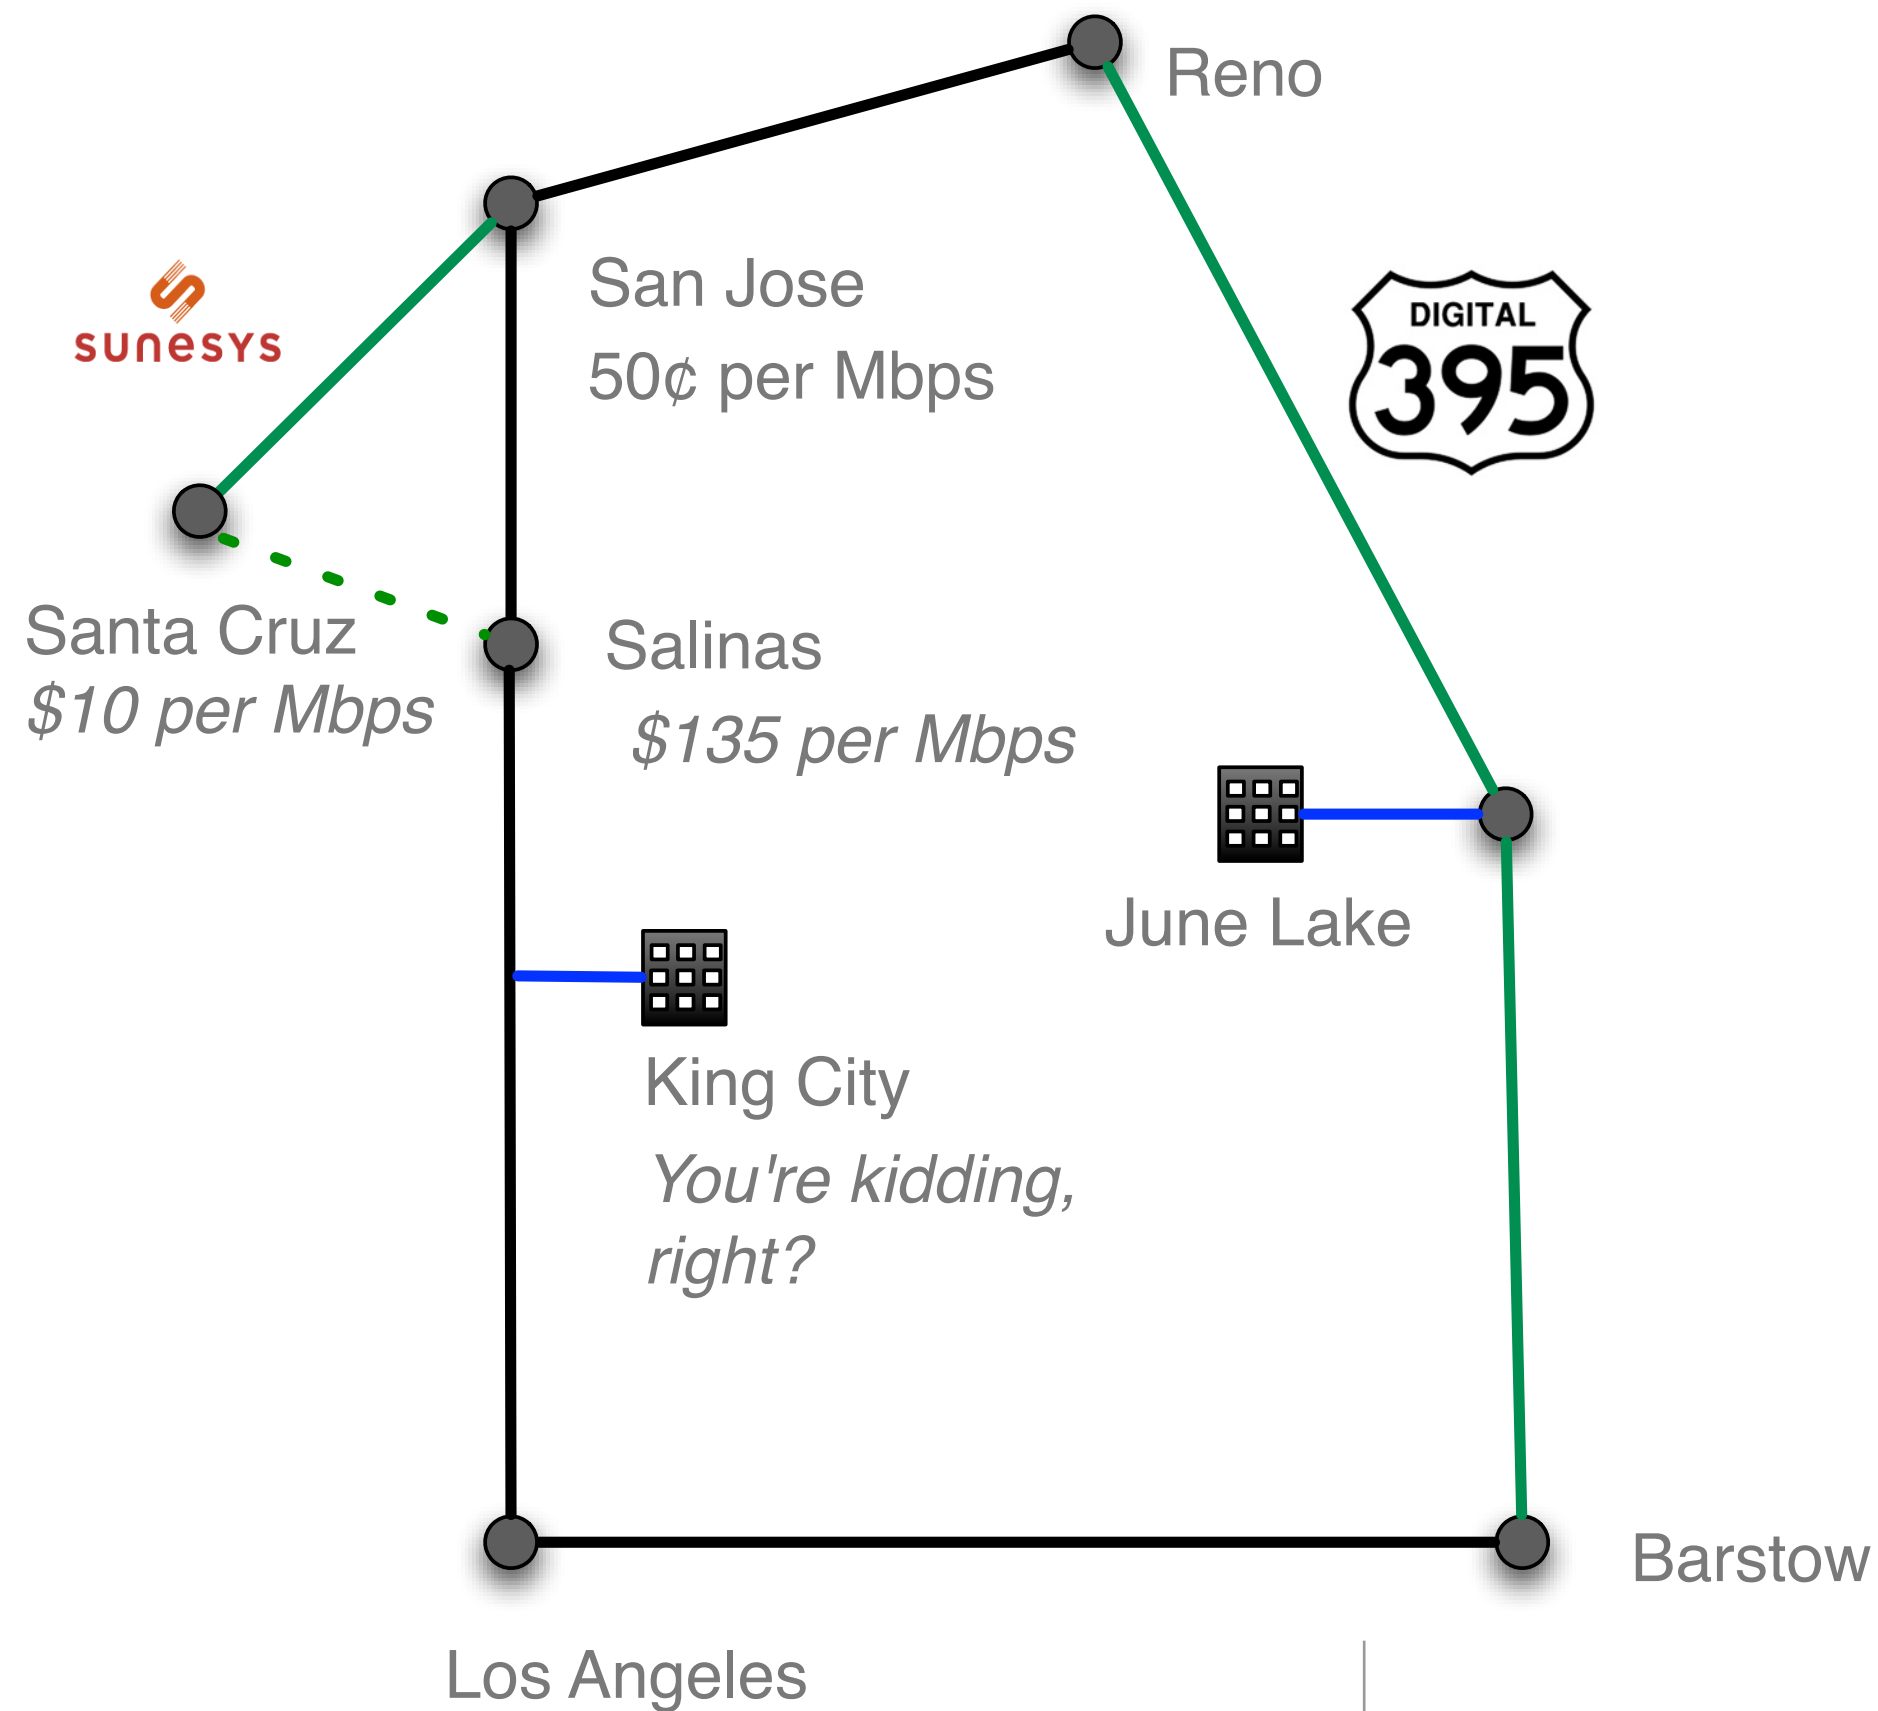 Reno
San Jose
50¢ per Mbps
sunesys
DIGITAL
395
Santa Cruz
$10 per Mbps
Salinas
$135 per Mbps
June Lake
King City
You're kidding,
right?
Barstow
Los Angeles